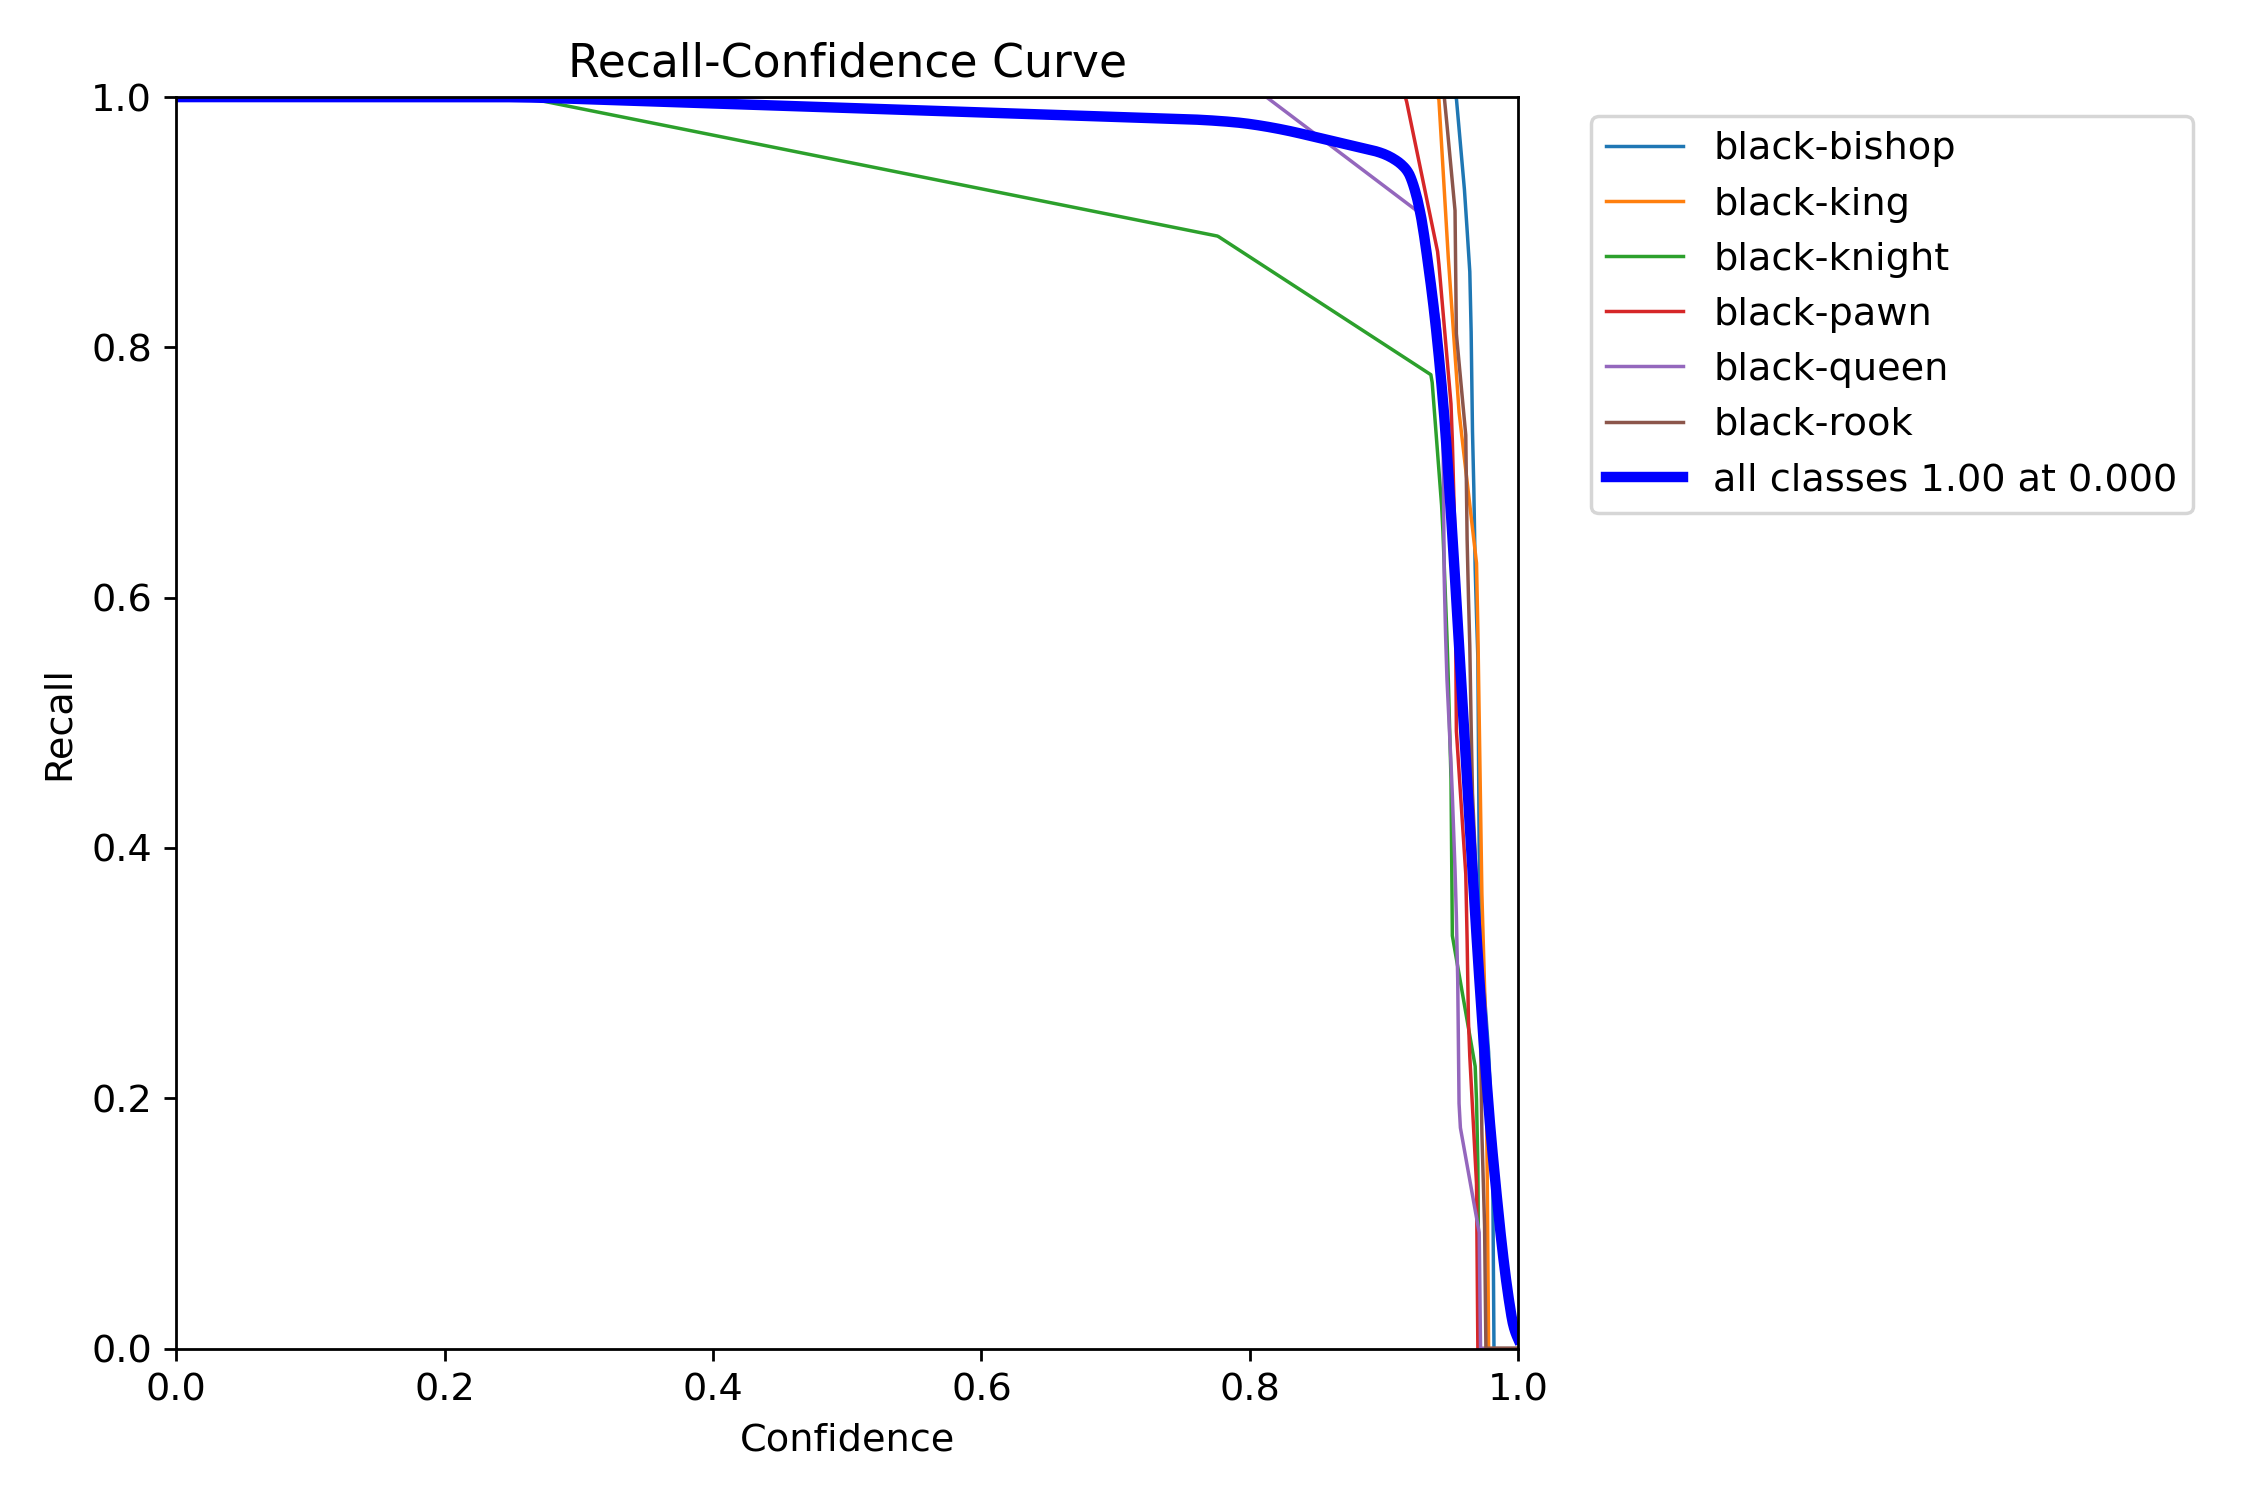 Recall-Confidence Curve
1.0
0.8
0.6
0.4
0.2
0.0
Recall
0.0 0.2 0.4 0.6 0.8 1.0
Confidence
black-bishop
black-king
black-knight
black-pawn
black-queen
black-rook
all classes 1.00 at 0.000